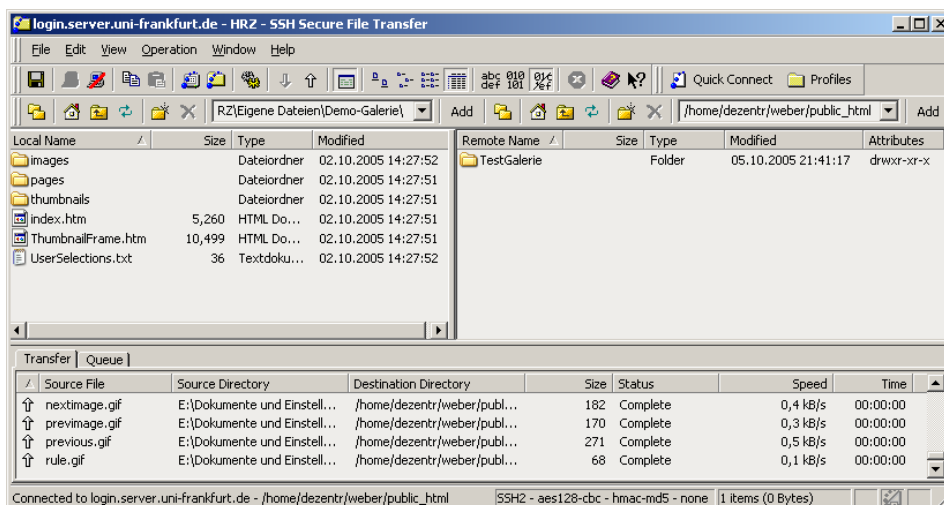 login.server.uni-frankfurt.de - HRZ - SSH Secure File Transfer
File Edit View Operation Window Help
abc def 010 101 Quick Connect Profiles
RZ\Eigene Dateien\Demo-Galerie\ Add /home/dezentr/weber/public_html Add
Local Name Size Type Modified Remote Name Size Type Modified Attributes
images Dateiordner 02.10.2005 14:27:52 TestGalerie Folder 05.10.2005 21:41:17 drwxr-xr-x
pages Dateiordner 02.10.2005 14:27:51
thumbnails Dateiordner 02.10.2005 14:27:51
index.htm 5,260 HTML Do... 02.10.2005 14:27:51
ThumbnailFrame.htm 10,499 HTML Do... 02.10.2005 14:27:51
UserSelections.txt 36 Textdoku... 02.10.2005 14:27:52
Transfer Queue
Source File Source Directory Destination Directory Size Status Speed Time
nextimage.gif E:\Dokumente und Einstell... /home/dezentr/weber/publ... 182 Complete 0,4 kB/s 00:00:00
previmage.gif E:\Dokumente und Einstell... /home/dezentr/weber/publ... 170 Complete 0,3 kB/s 00:00:00
previous.gif E:\Dokumente und Einstell... /home/dezentr/weber/publ... 271 Complete 0,5 kB/s 00:00:00
rule.gif E:\Dokumente und Einstell... /home/dezentr/weber/publ... 68 Complete 0,1 kB/s 00:00:00
Connected to login.server.uni-frankfurt.de - /home/dezentr/weber/public_html SSH2 - aes128-cbc - hmac-md5 - none 1 items (0 Bytes)